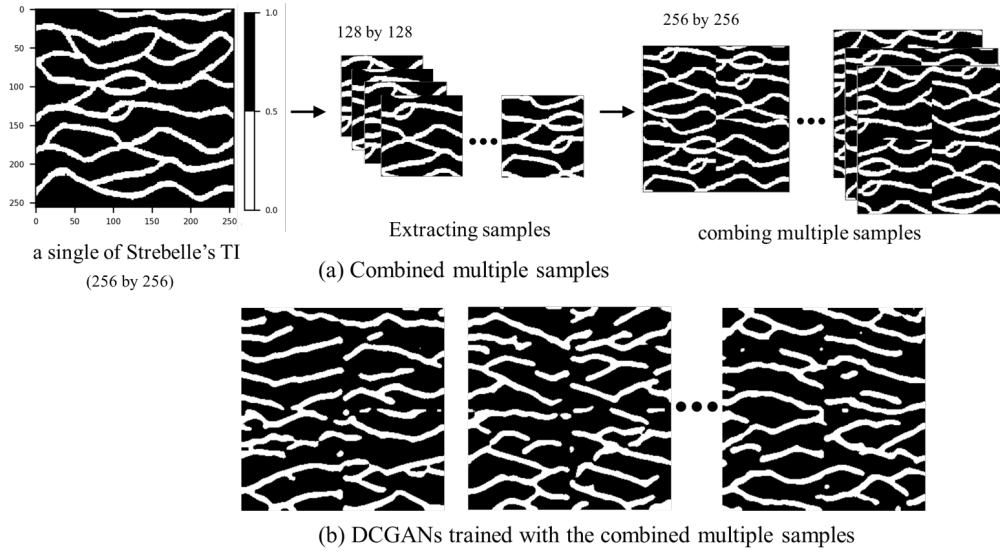 0
50
100
150
200
250
0
50
100
150
200
250
1.0
0.5
0.0
a single of Strebelle's TI
(256 by 256)
128 by 128
Extracting samples
256 by 256
combing multiple samples
(a) Combined multiple samples
(b) DCGANs trained with the combined multiple samples